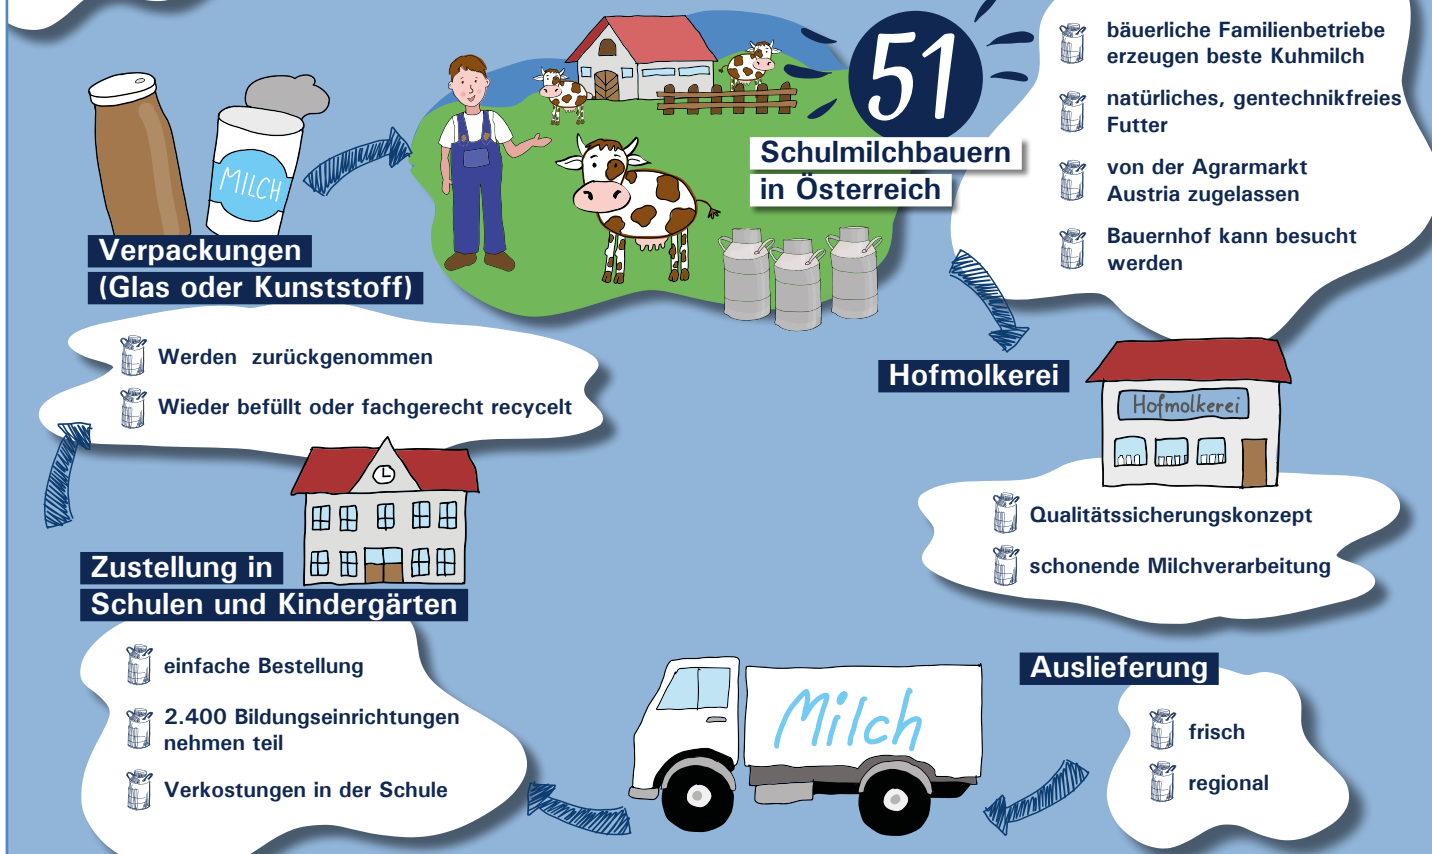 51
Schulmilchbauern
in Österreich
bäuerliche Familienbetriebe
erzeugen beste Kuhmilch
natürliches, gentechnikfreies
Futter
von der Agrarmarkt
Austria zugelassen
Bauernhof kann besucht
werden
Hofmolkerei
Hofmolkerei
Qualitätssicherungskonzept
schonende Milchverarbeitung
Auslieferung
frisch
regional
Milch
Zustellung in
Schulen und Kindergärten
einfache Bestellung
2.400 Bildungseinrichtungen
nehmen teil
Verkostungen in der Schule
MILCH
Verpackungen
(Glas oder Kunststoff)
Werden zurückgenommen
Wieder befüllt oder fachgerecht recycelt